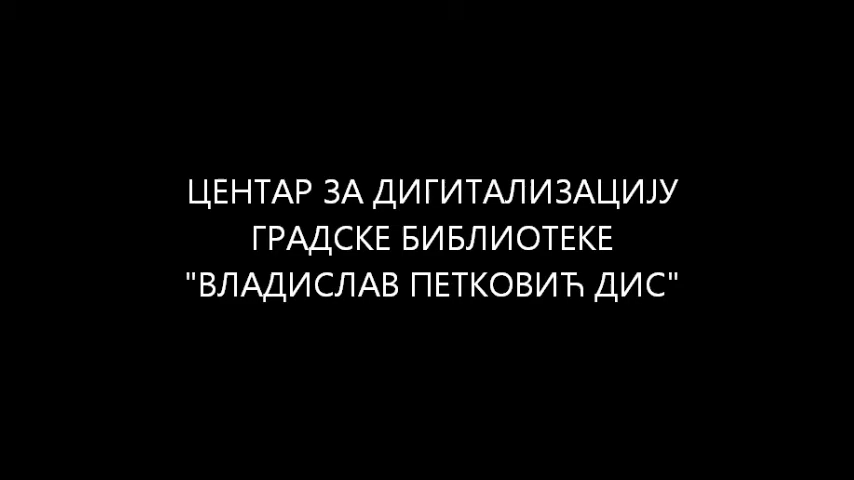 ЦЕНТАР ЗА ДИГИТАЛИЗАЦИЈУ
ГРАДСКЕ БИБЛИОТЕКЕ
"ВЛАДИСЛАВ ПЕТКОВИЋ ДИС"